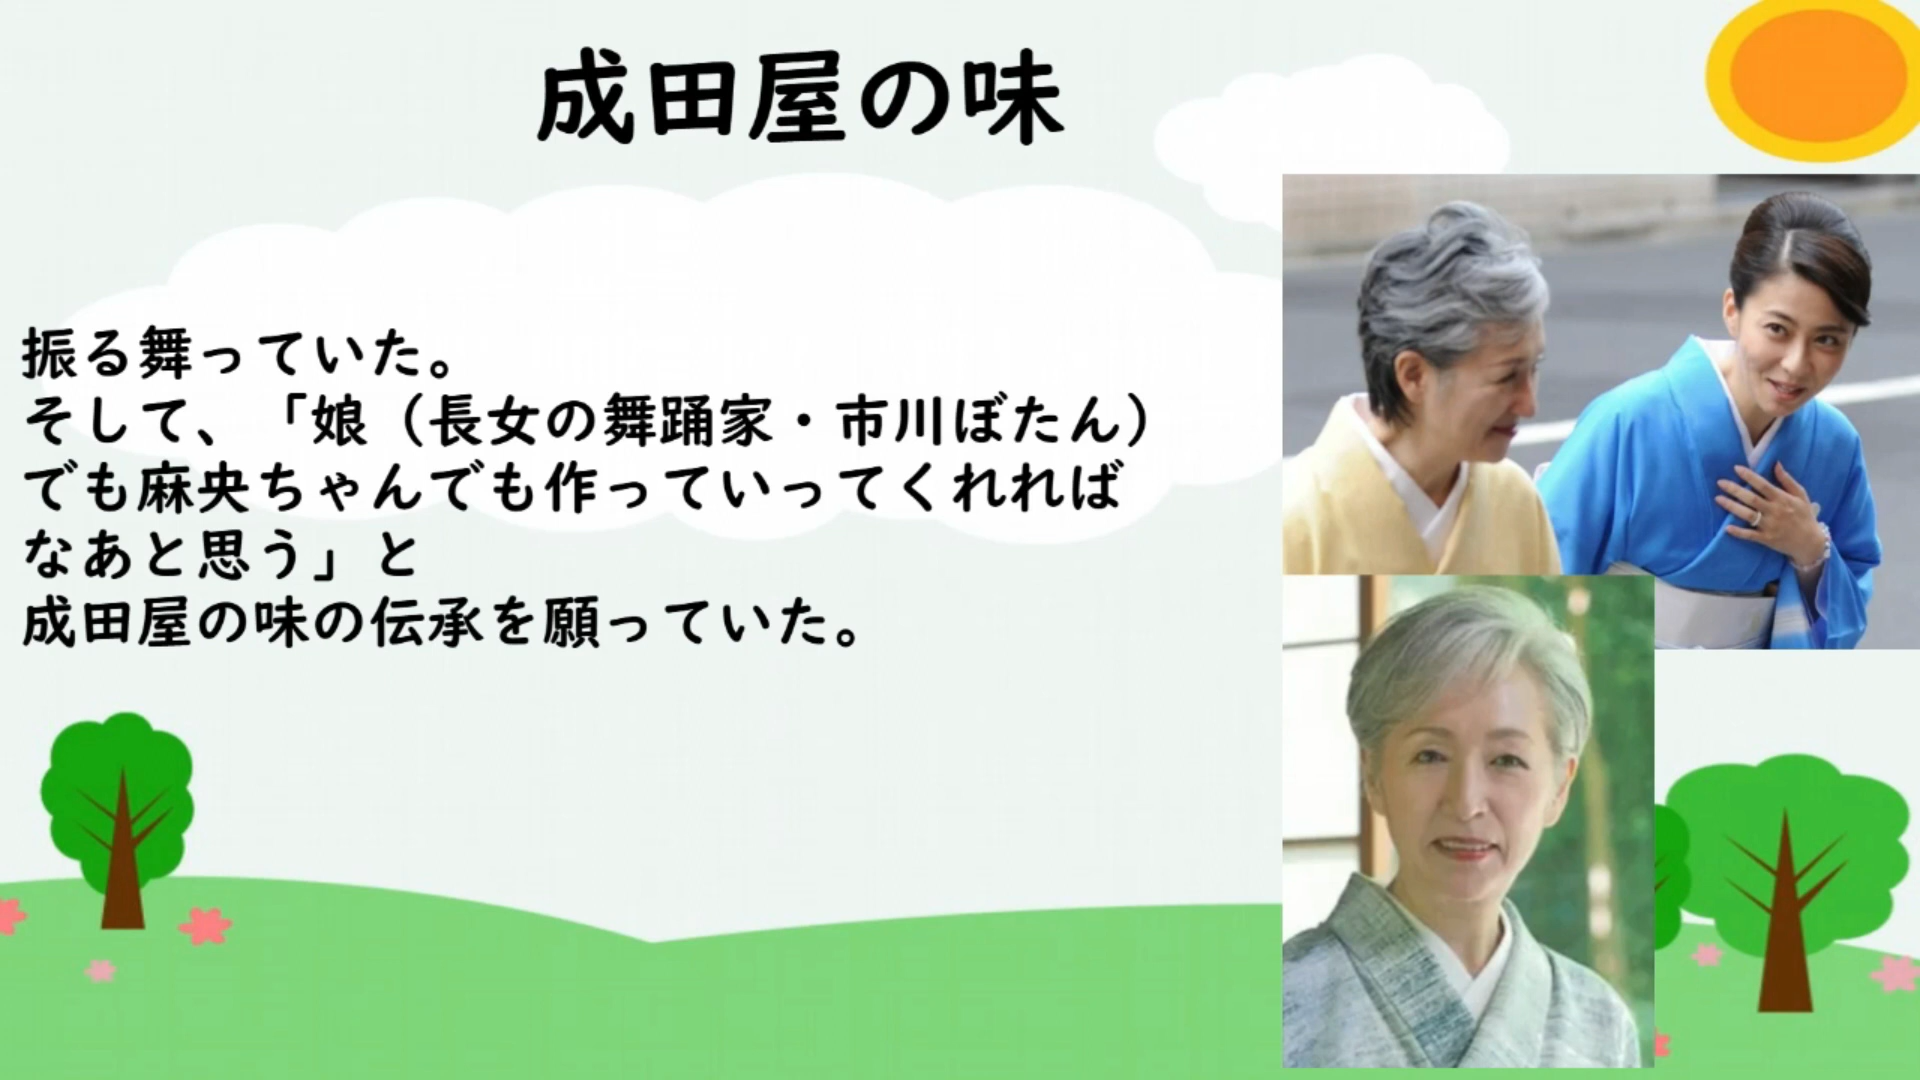 成田屋の味
振る舞っていた。
そして、「娘（長女の舞踊家・市川ぼたん）
でも麻央ちゃんでも作っていってくれれば
なあと思う」と
成田屋の味の伝承を願っていた。